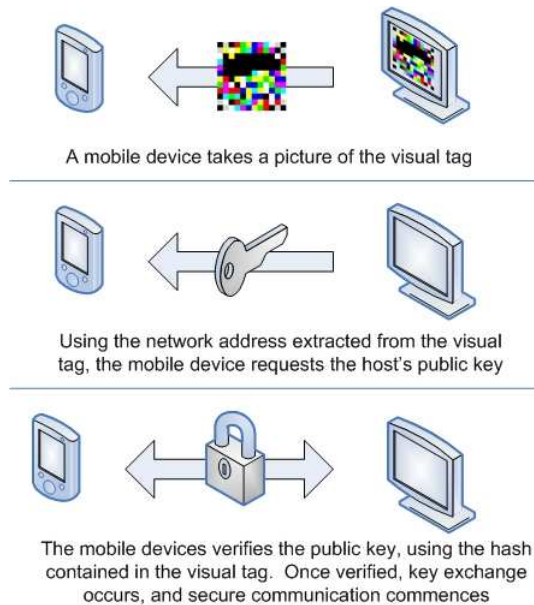 A mobile device takes a picture of the visual tag
Using the network address extracted from the visual
tag, the mobile device requests the host's public key
The mobile devices verifies the public key, using the hash
contained in the visual tag.  Once verified, key exchange
occurs, and secure communication commences